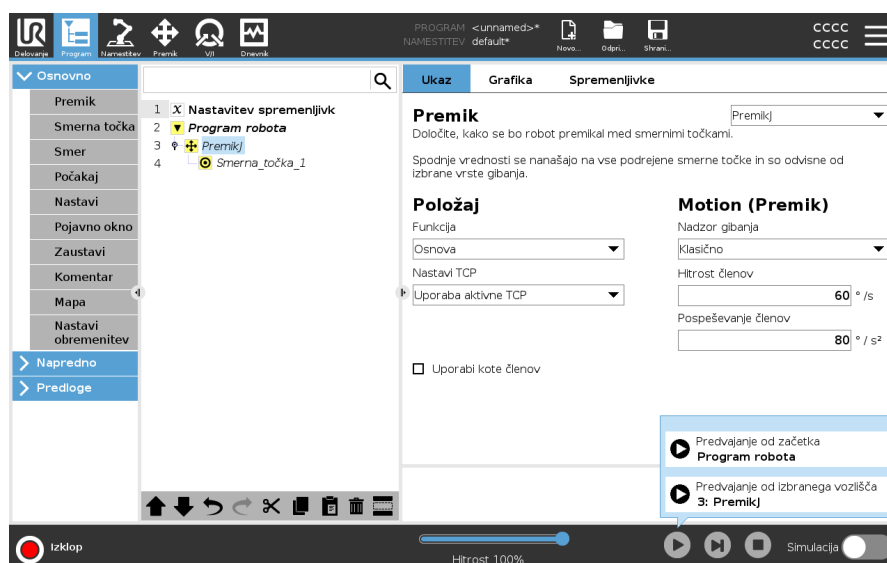 UR
Delovanje
Program
Namestitev
Premik
V/I
Dnevnik
PROGRAM <unnamed>*
NAMESTITEV default*
Novo...
Odpri...
Shrani...
cccc
cccc
Osnovno
Premik
Smerna točka
Smer
Počakaj
Nastavi
Pojavno okno
Zaustavi
Komentar
Mapa
Nastavi
obremenitev
Napredno
Predloge
1 X Nastavitev spremenljivk
2 Program robota
3 PremikJ
4 Smerna_točka_1
Ukaz Grafika Spremenljivke
Premik
PremikJ
Določite, kako se bo robot premikal med smernimi točkami.
Spodnje vrednosti se nanašajo na vse podrejene smerne točke in so odvisne od
izbrane vrste gibanja.
Položaj
Funkcija
Osnova
Nastavi TCP
Uporaba aktivne TCP
Uporabi kote členov
Motion (Premik)
Nadzor gibanja
Klasično
Hitrost členov
60 ° /s
Pospeševanje členov
80 ° / s²
Predvajanje od začetka
Program robota
Predvajanje od izbranega vozlišča
3: PremikJ
Izklop
Hitrost 100%
Simulacija